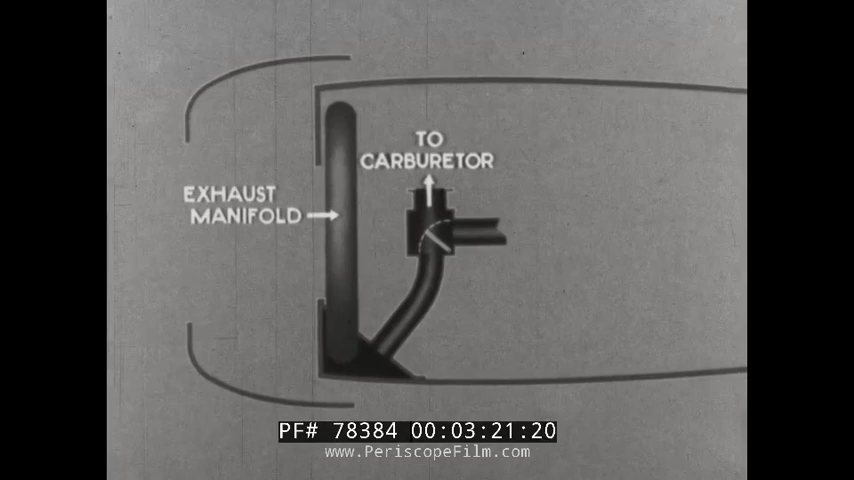 TO
CARBURETOR
EXHAUST
MANIFOLD
PF# 78384 00:03:21:20
www.PeriscopeFilm.com